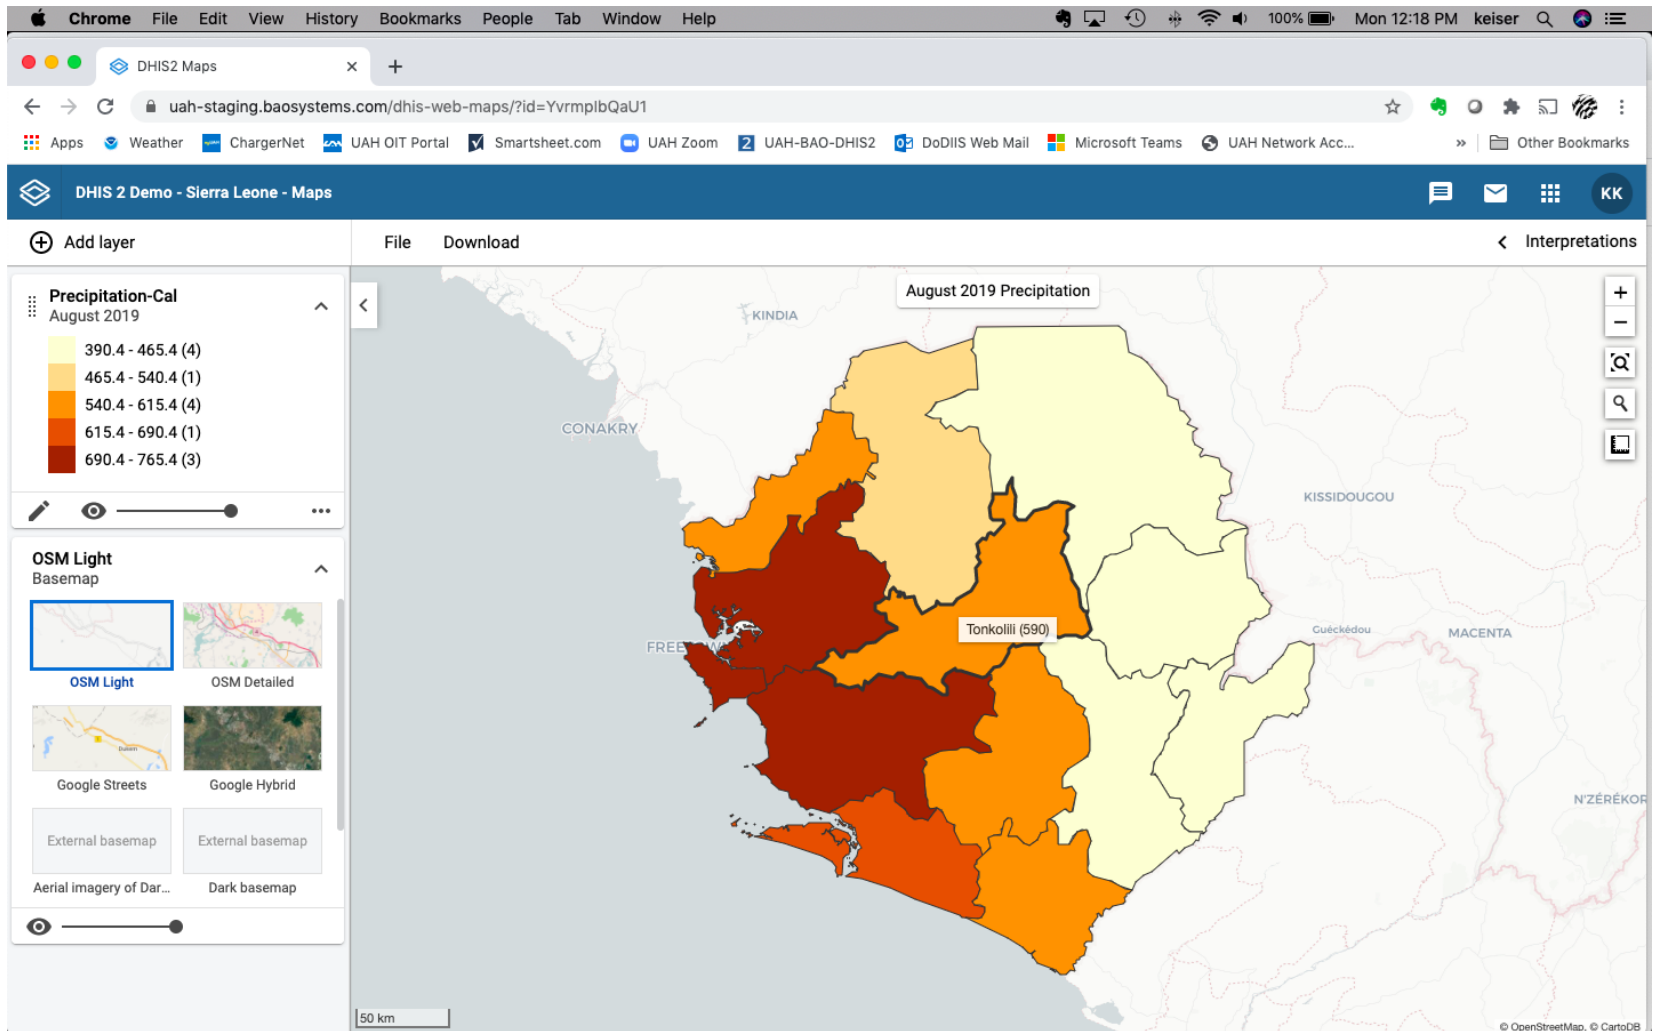 Chrome File Edit View History Bookmarks People Tab Window Help 100% Mon 12:18 PM keiser
DHIS2 Maps
uah-staging.baosystems.com/dhis-web-maps/?id=YvrmplbQaU1
Apps Weather ChargerNet UAH OIT Portal Smartsheet.com UAH Zoom 2 UAH-BAO-DHIS2 DoDIIS Web Mail Microsoft Teams UAH Network Acc... » Other Bookmarks
DHIS 2 Demo - Sierra Leone - Maps KK
Add layer File Download Interpretations
Precipitation-Cal
August 2019
390.4 - 465.4 (4)
465.4 - 540.4 (1)
540.4 - 615.4 (4)
615.4 - 690.4 (1)
690.4 - 765.4 (3)
OSM Light
Basemap
OSM Light OSM Detailed
Google Streets Google Hybrid
External basemap External basemap
Aerial imagery of Dar... Dark basemap
August 2019 Precipitation
KINDIA
CONAKRY
KISSIDOUGOU
Guéckédou
MACENTA
Tonkolili (590)
N'ZÉRÉKOR
50 km
© OpenStreetMap, © CartoDB